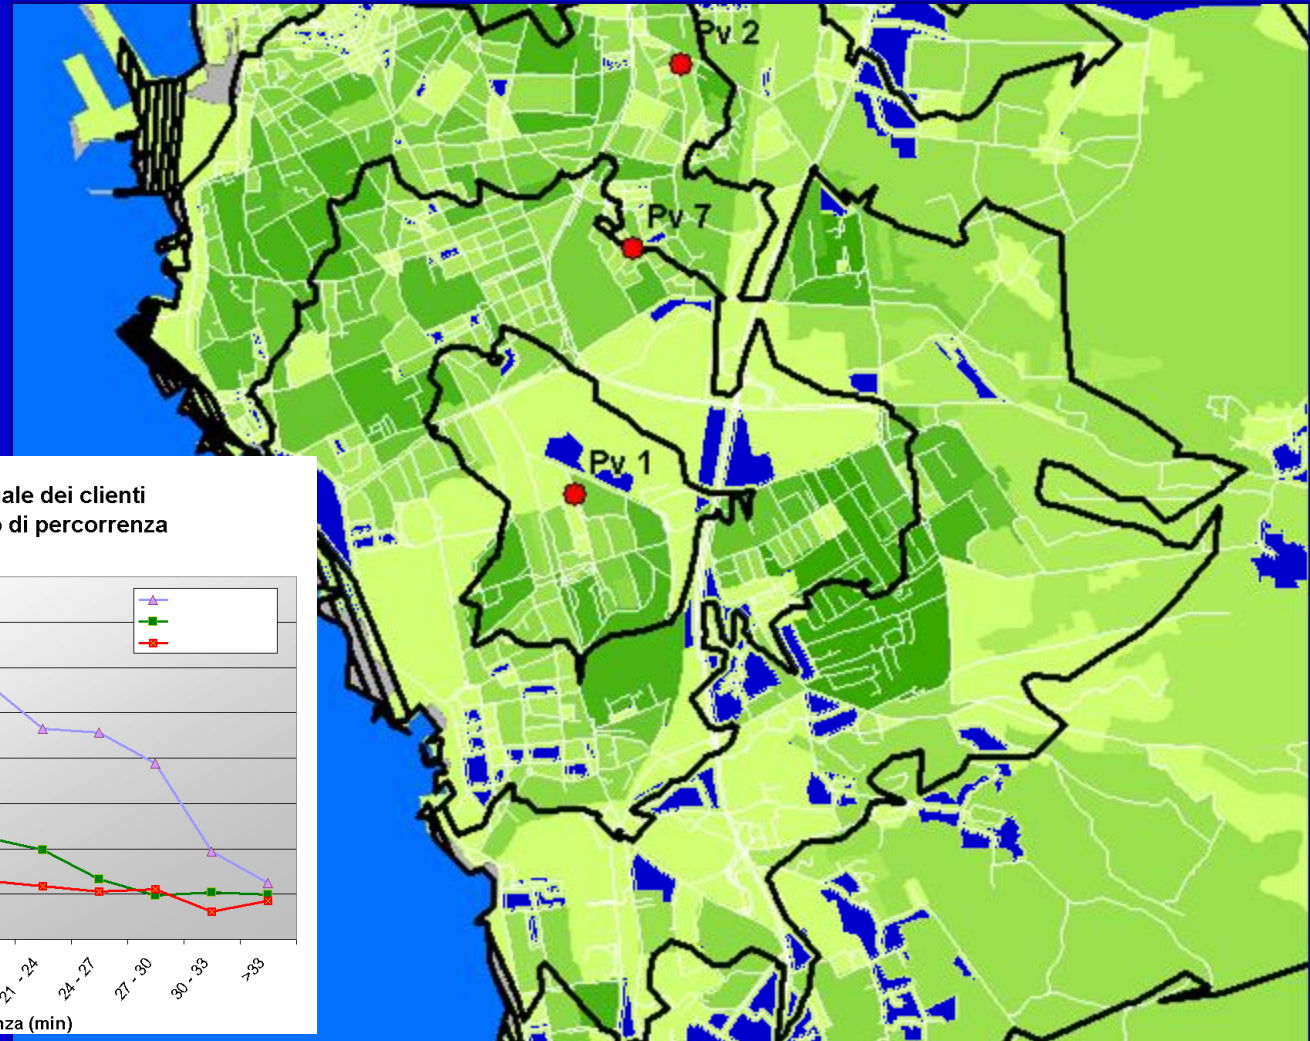 Pv 2
Pv 7
Pv 1
ale dei clienti
di percorrenza
21 - 24
24 - 27
27 - 30
30 - 33
>33
nza (min)